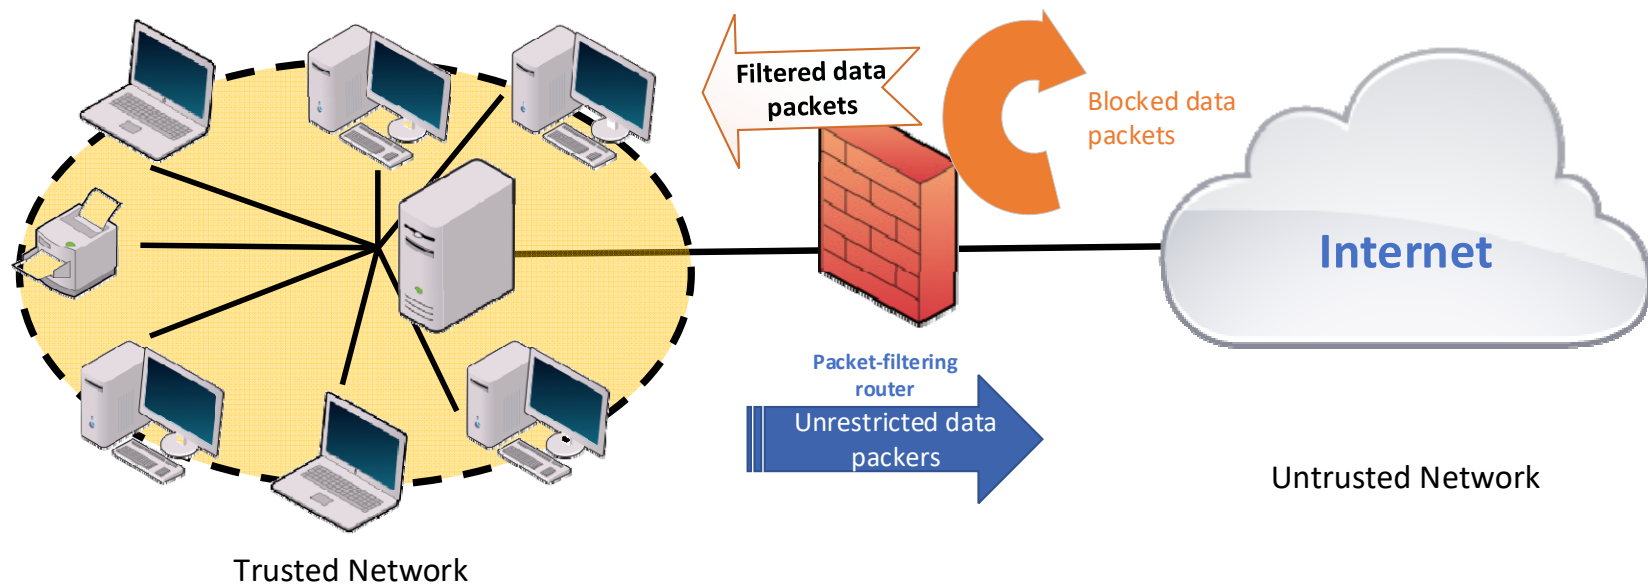 Filtered data
packets
Blocked data
packets
Internet
Packet-filtering
router
Unrestricted data
packers
Untrusted Network
Trusted Network